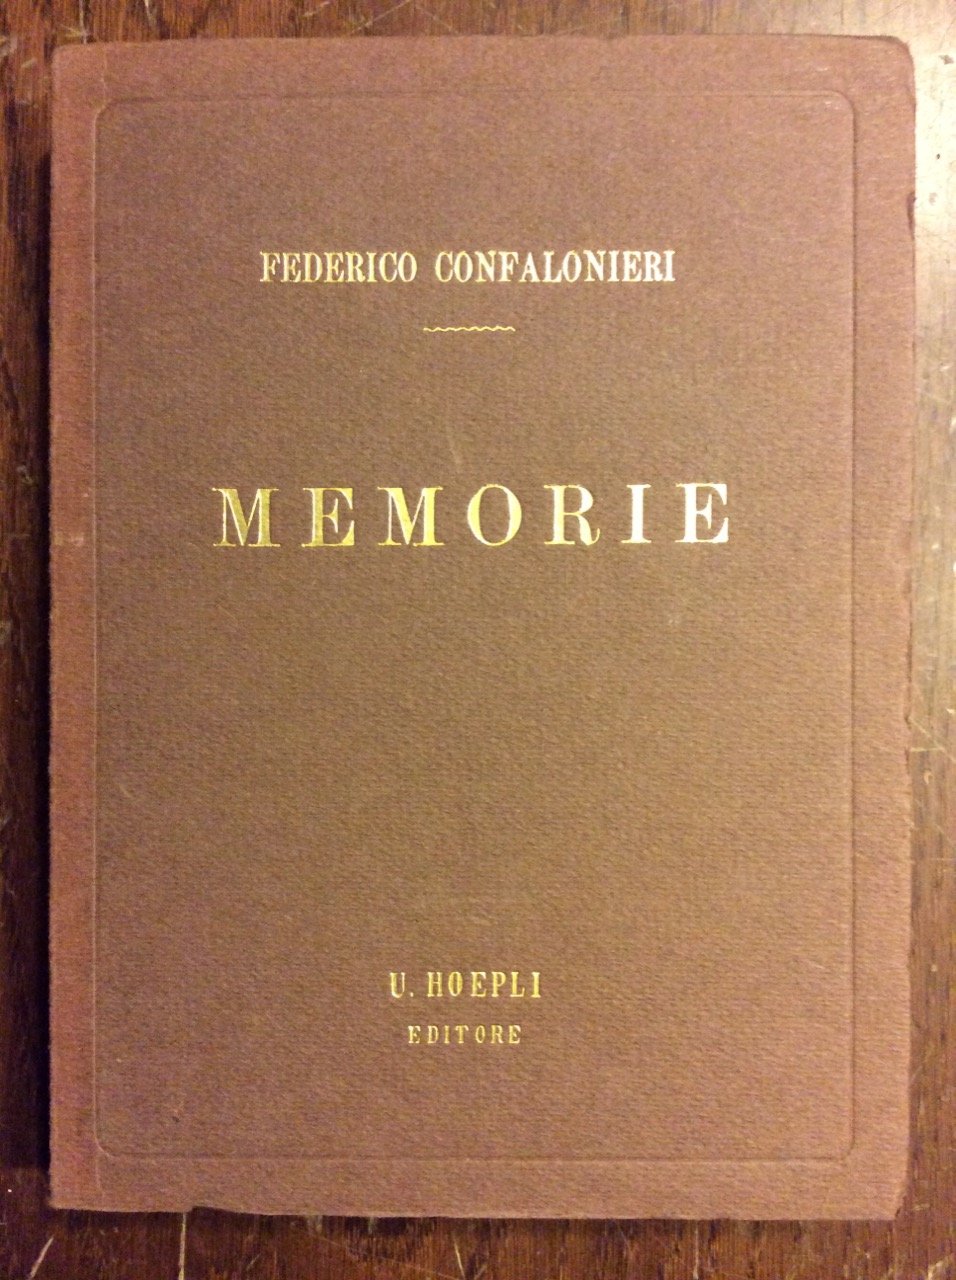 FEDERICO CONFALONIERI
MEMORIE
U. HOEPLI
EDITORE